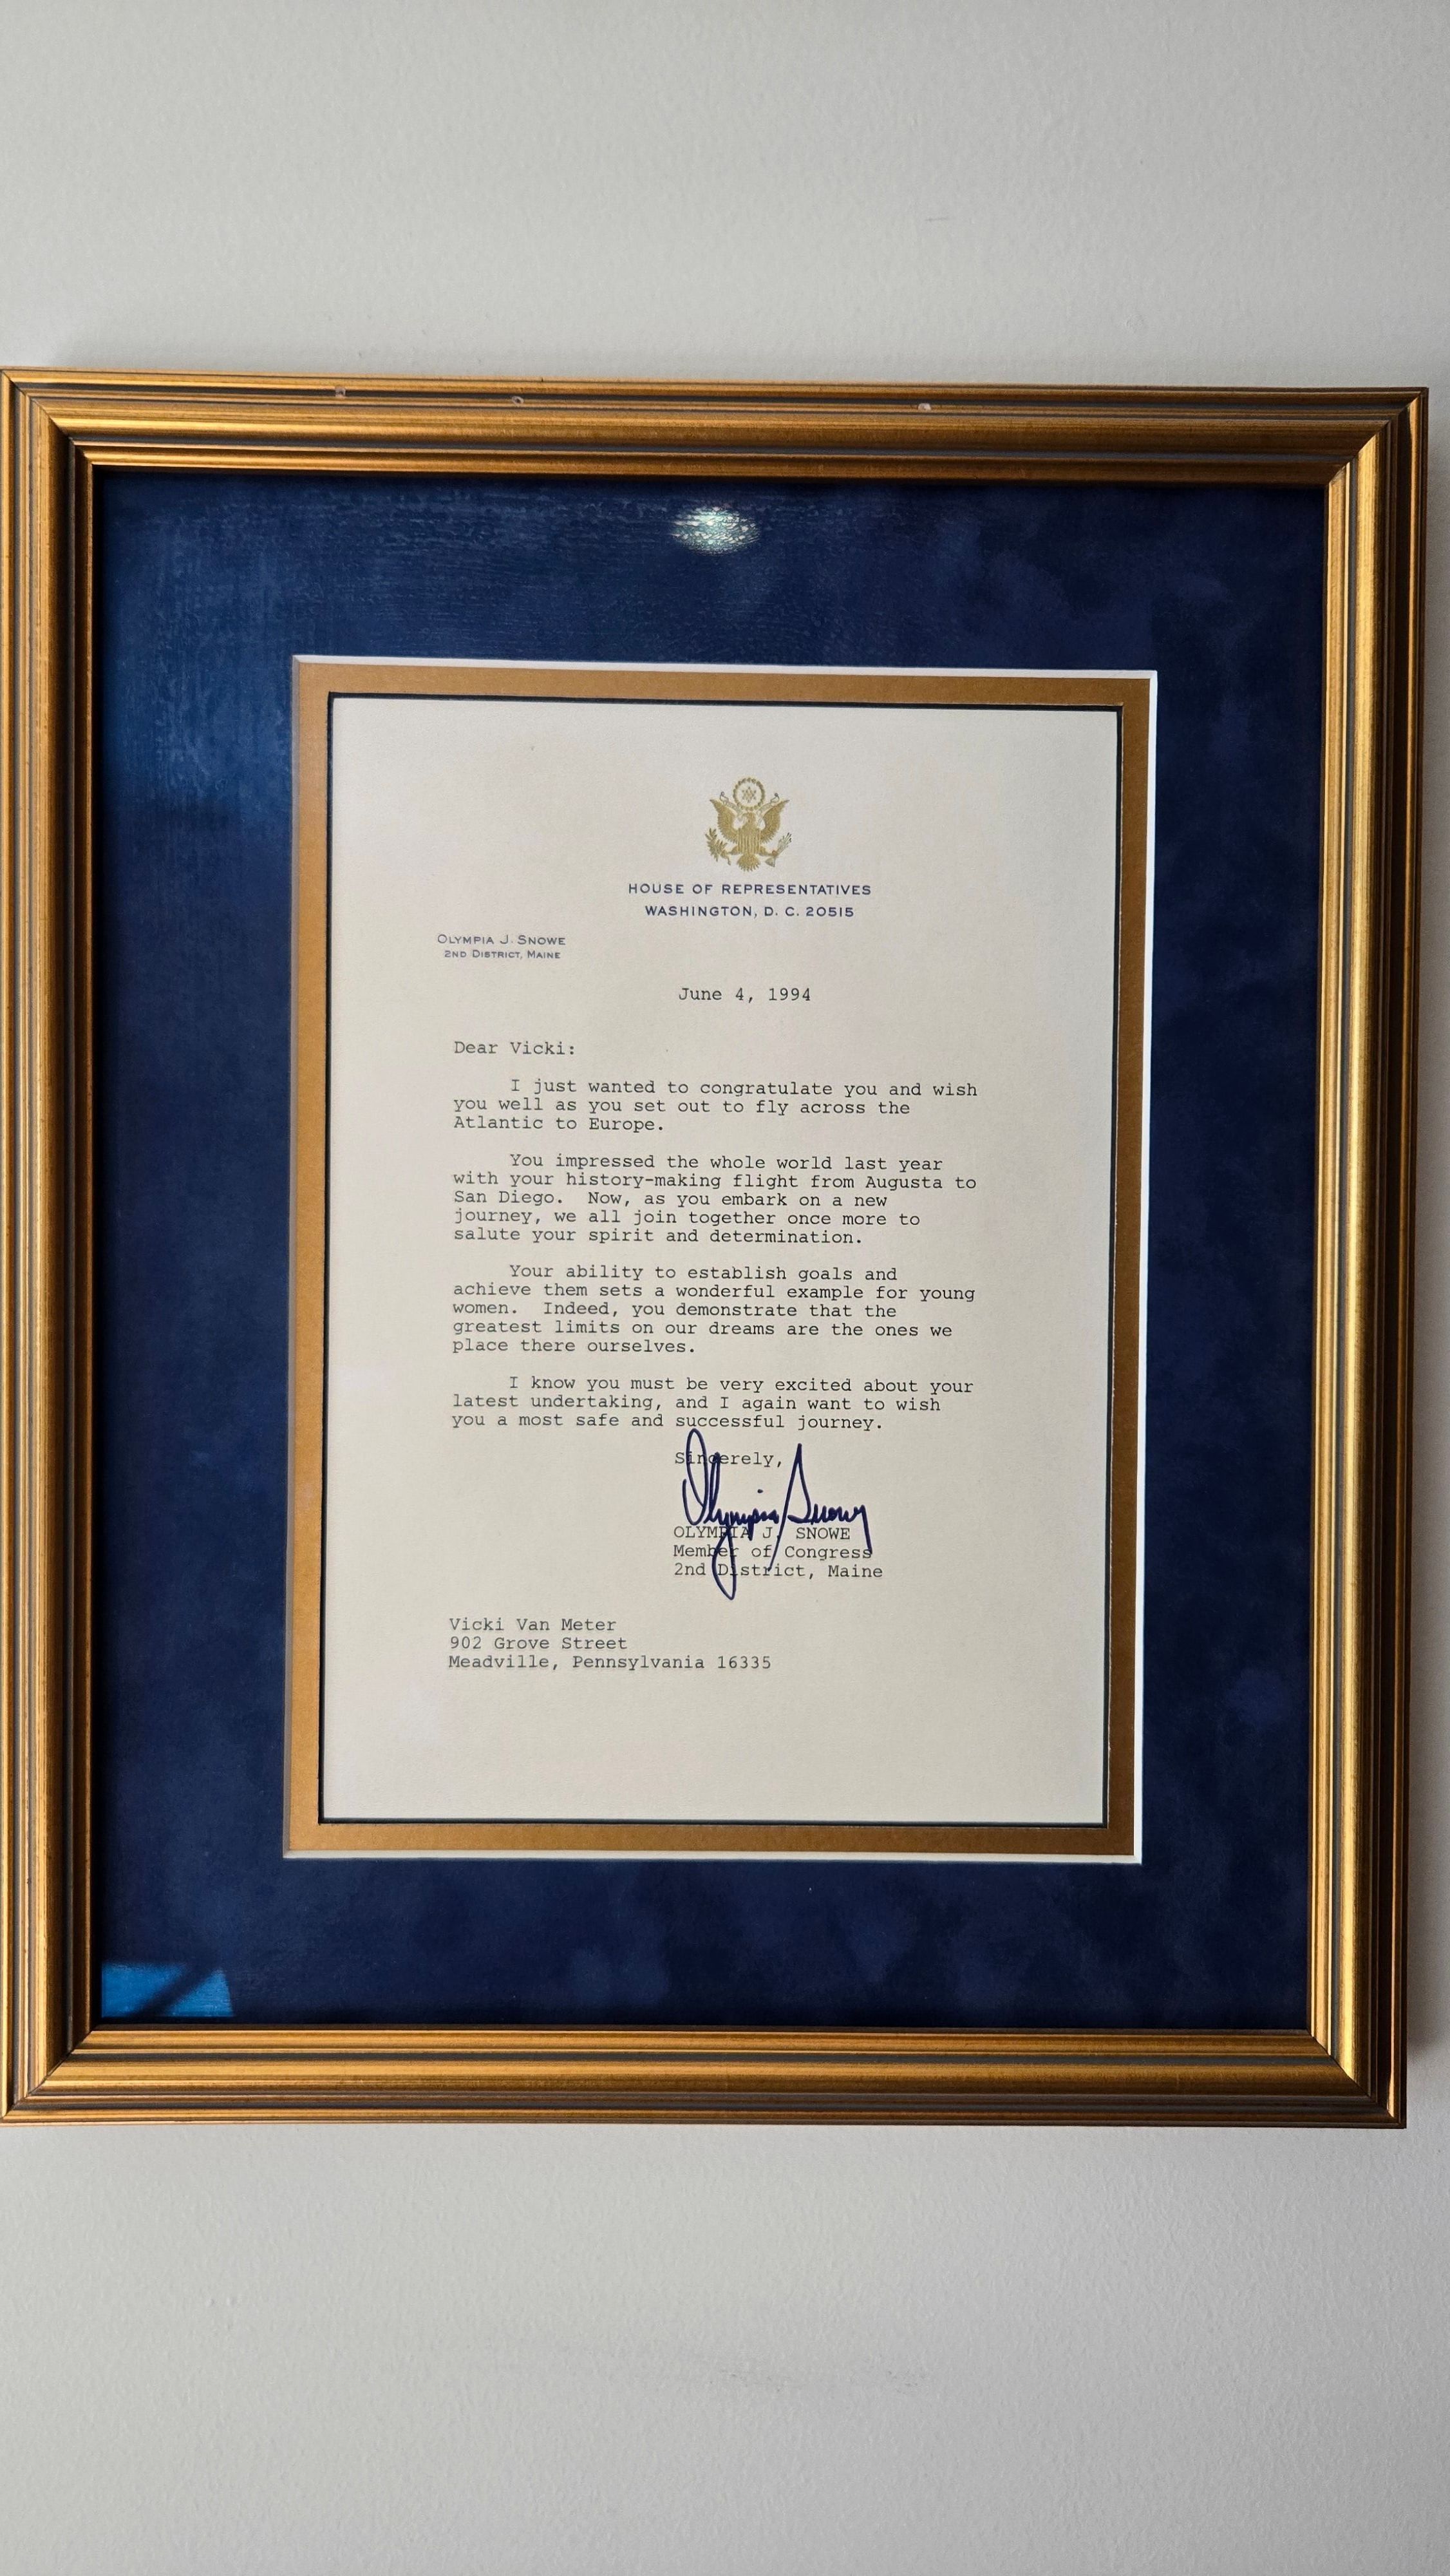 HOUSE OF REPRESENTATIVES
WASHINGTON, D. C. 20515
OLYMPIA J. SNOWE
2ND DISTRICT, MAINE
June 4, 1994
Dear Vicki:
I just wanted to congratulate you and wish
you well as you set out to fly across the
Atlantic to Europe.
You impressed the whole world last year
with your history-making flight from Augusta to
San Diego.  Now, as you embark on a new
journey, we all join together once more to
salute your spirit and determination.
Your ability to establish goals and
achieve them sets a wonderful example for young
women.  Indeed, you demonstrate that the
greatest limits on our dreams are the ones we
place there ourselves.
I know you must be very excited about your
latest undertaking, and I again want to wish
you a most safe and successful journey.
Sincerely,
Olympia Snowe
OLYMPIA J. SNOWE
Member of Congress
2nd District, Maine
Vicki Van Meter
902 Grove Street
Meadville, Pennsylvania 16335